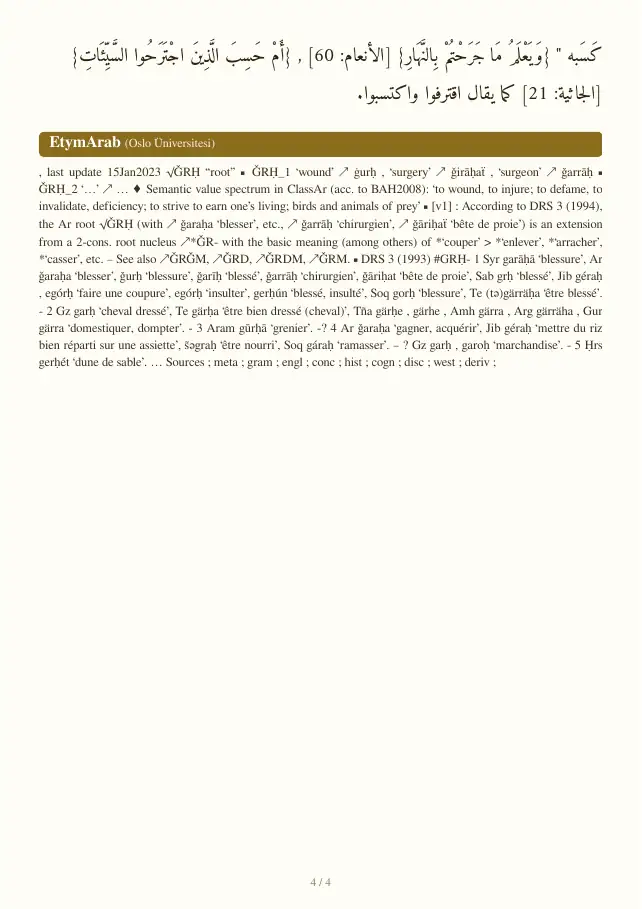 كَسَبه " {وَيَعْلَمُ مَا جَرَحْتُمْ بِالنَّهَارِ} [الأنعام: 60] , {أَمْ حَسِبَ الَّذِينَ اجْتَرَحُوا السَّيِّئَاتِ}
[الجاثية: 21] كما يقال اقترفوا واكتسبوا.
EtymArab (Oslo Üniversitesi)
, last update 15Jan2023 √ǦRḤ “root” ▪ ǦRḤ_1 ‘wound’ ↗ ǧurḥ , ‘surgery’ ↗ ǧirāḥaẗ , ‘surgeon’ ↗ ǧarrāḥ ▪
ǦRḤ_2 ‘…’ ↗ … ♦ Semantic value spectrum in ClassAr (acc. to BAH2008): ‘to wound, to injure; to defame, to
invalidate, deficiency; to strive to earn one’s living; birds and animals of prey’ ▪ [v1] : According to DRS 3 (1994),
the Ar root √ǦRḤ (with ↗ ǧaraḥa ‘blesser’, etc., ↗ ǧarrāḥ ‘chirurgien’, ↗ ǧāriḥaẗ ‘bête de proie’) is an extension
from a 2-cons. root nucleus ↗*ǦR- with the basic meaning (among others) of *‘couper’ > *‘enlever’, *‘arracher’,
*‘casser’, etc. – See also ↗ǦRǦM, ↗ǦRD, ↗ǦRDM, ↗ǦRM. ▪ DRS 3 (1993) #GRḤ- 1 Syr garāḥā ‘blessure’, Ar
ǧaraḥa ‘blesser’, ǧurḥ ‘blessure’, ǧarīḥ ‘blessé’, ǧarrāḥ ‘chirurgien’, ǧāriḥat ‘bête de proie’, Sab grḥ ‘blessé’, Jib géraḥ
, egórḥ ‘faire une coupure’, egórḥ ‘insulter’, gerḥún ‘blessé, insulté’, Soq gorḥ ‘blessure’, Te (tə)gärräḥa ‘être blessé’.
- 2 Gz garḥ ‘cheval dressé’, Te gärḥa ‘être bien dressé (cheval)’, Tña gärḥe , gärhe , Amh gärra , Arg gärräha , Gur
gärra ‘domestiquer, dompter’. - 3 Aram gūrḥā ‘grenier’. -? 4 Ar ǧaraḥa ‘gagner, acquérir’, Jib géraḥ ‘mettre du riz
bien réparti sur une assiette’, šəgraḥ ‘être nourri’, Soq gáraḥ ‘ramasser’. – ? Gz garḥ , garoḥ ‘marchandise’. - 5 Ḥrs
gerḥét ‘dune de sable’. … Sources ; meta ; gram ; engl ; conc ; hist ; cogn ; disc ; west ; deriv ;
4 / 4